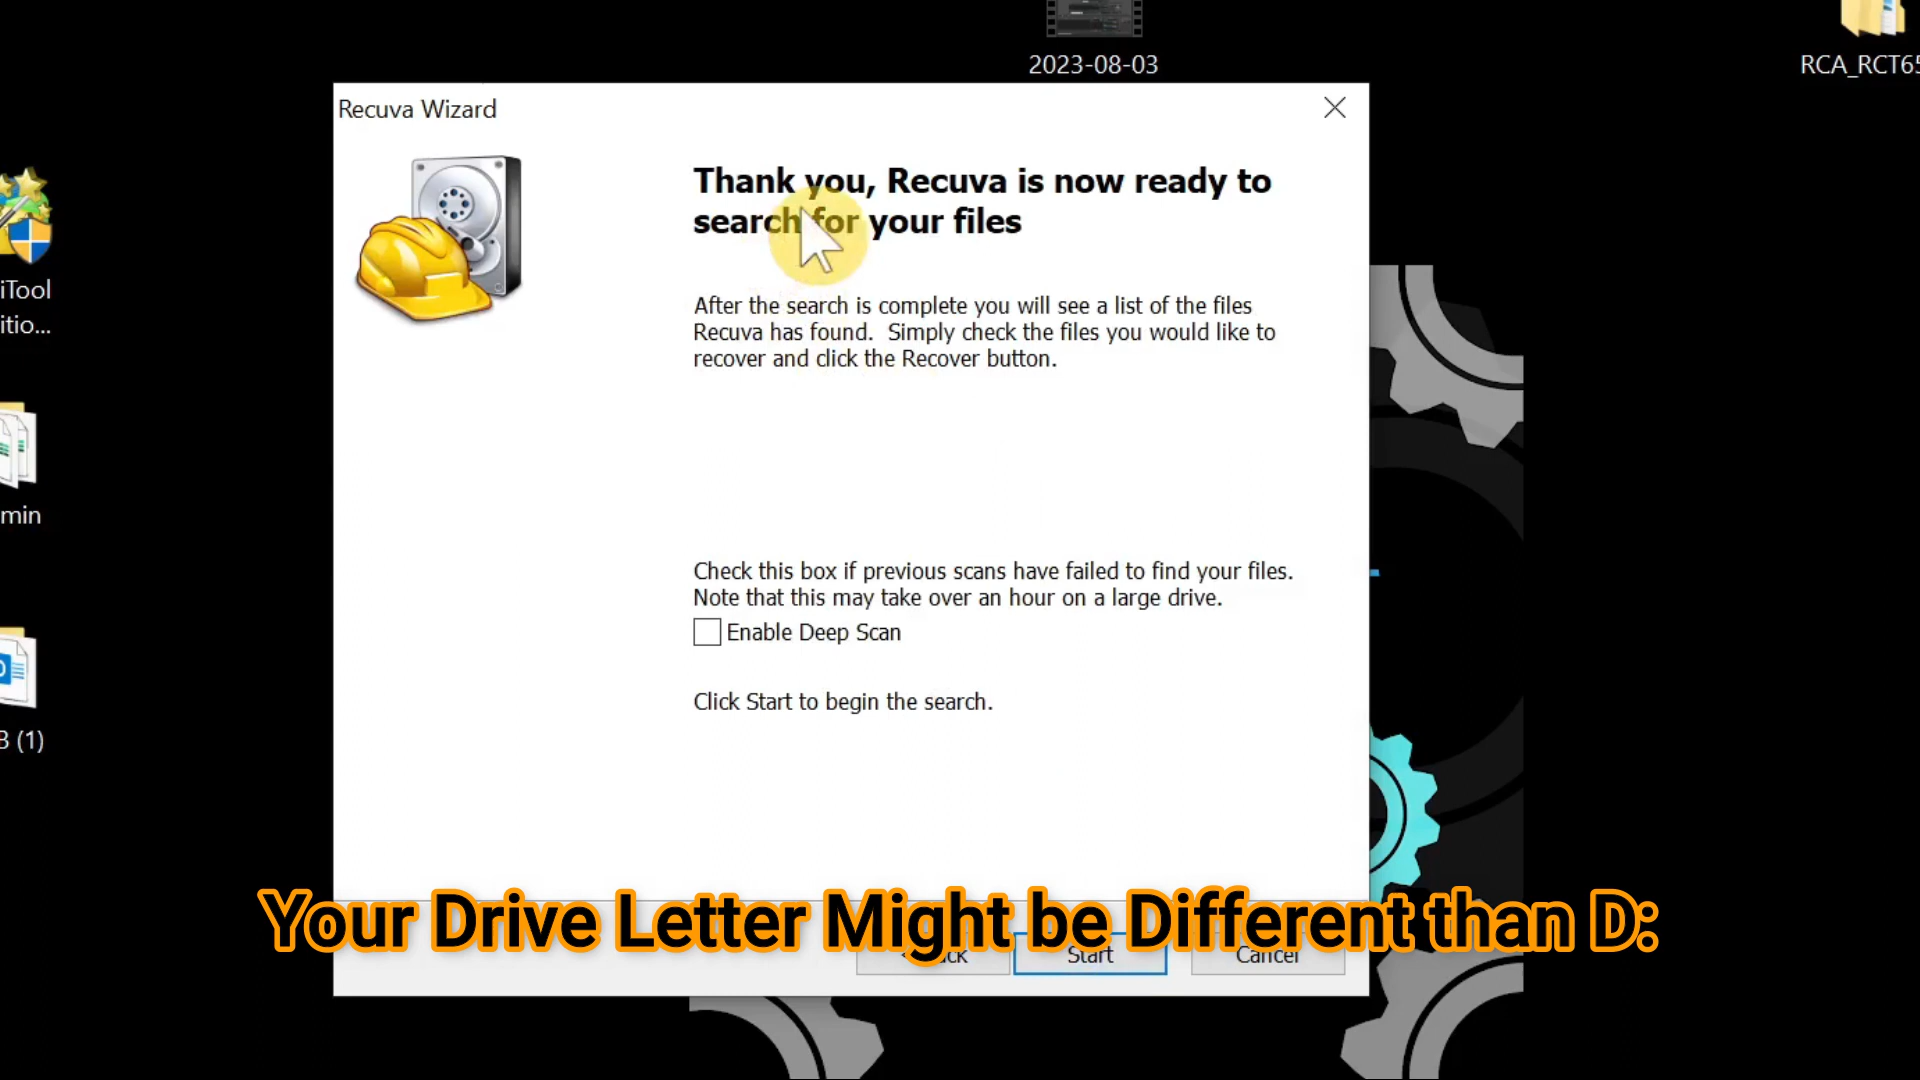 2023-08-03
RCA_RCT65
Recuva Wizard
Thank you, Recuva is now ready to
search for your files
After the search is complete you will see a list of the files
Recuva has found. Simply check the files you would like to
recover and click the Recover button.
iTool
itio...
min
Check this box if previous scans have failed to find your files.
Note that this may take over an hour on a large drive.
Enable Deep Scan
Click Start to begin the search.
B (1)
Your Drive Letter Might be Different than D:
Start
Cancel